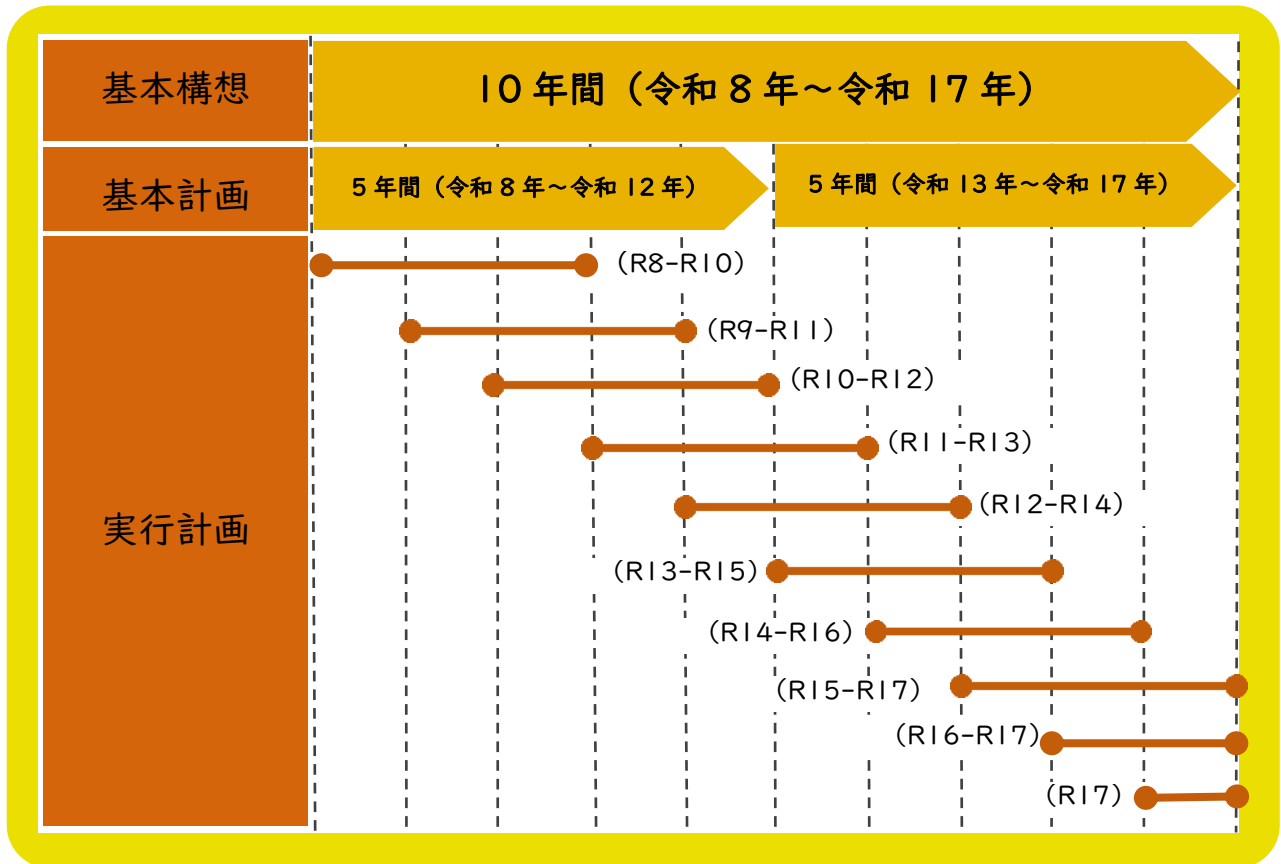 基本構想
10年間（令和8年～令和17年）
基本計画
5年間（令和8年～令和12年）
5年間（令和13年～令和17年）
実行計画
（R8-R10）
（R9-R11）
（R10-R12）
（R11-R13）
（R12-R14）
（R13-R15）
（R14-R16）
（R15-R17）
（R16-R17）
（R17）